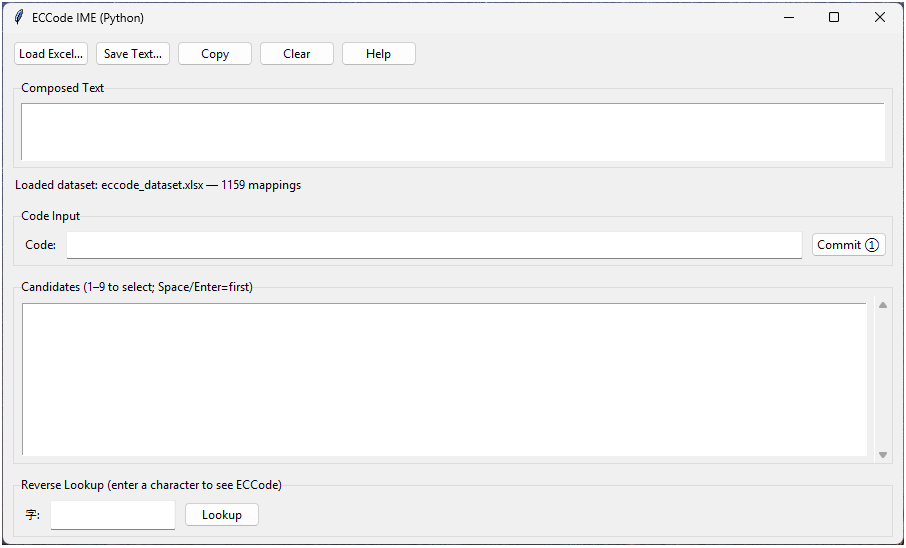 ECCode IME (Python)
Load Excel... Save Text... Copy Clear Help
Composed Text
Loaded dataset: eccode_dataset.xlsx — 1159 mappings
Code Input
Code: Commit ①
Candidates (1–9 to select; Space/Enter=first)
Reverse Lookup (enter a character to see ECCode)
字: Lookup